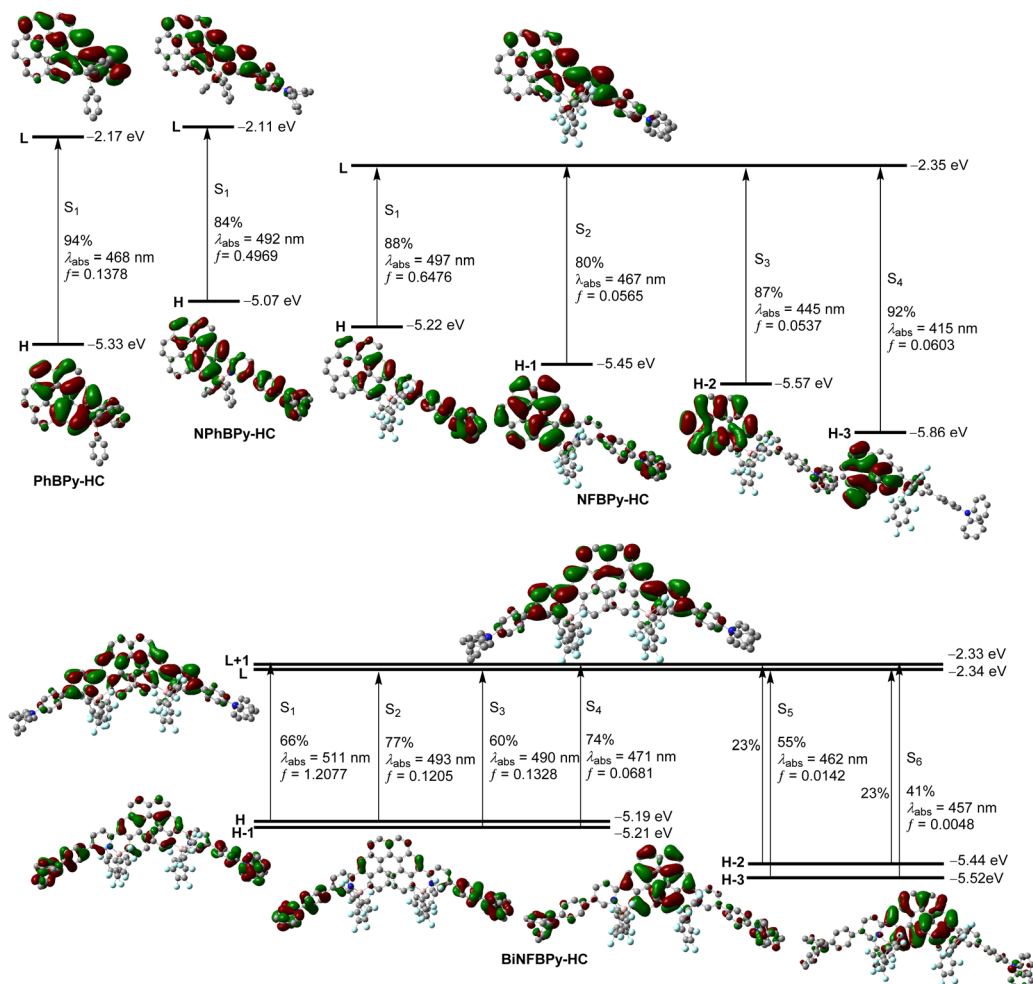 L
−2.17 eV
S1
94%
λabs = 468 nm
f= 0.1378
H
−5.33 eV
PhBPy-HC
L
−2.11 eV
S1
84%
λabs = 492 nm
f = 0.4969
H
−5.07 eV
NPhBPy-HC
L
−2.35 eV
S1
88%
λabs = 497 nm
f = 0.6476
H
−5.22 eV
S2
80%
λabs = 467 nm
f = 0.0565
H-1
−5.45 eV
NFBPy-HC
S3
87%
λabs = 445 nm
f = 0.0537
H-2
−5.57 eV
S4
92%
λabs = 415 nm
f = 0.0603
H-3
−5.86 eV
L+1
−2.33 eV
L
−2.34 eV
S1
66%
λabs = 511 nm
f = 1.2077
S2
77%
λabs = 493 nm
f = 0.1205
S3
60%
λabs = 490 nm
f = 0.1328
S4
74%
λabs = 471 nm
f = 0.0681
23%
S5
55%
λabs = 462 nm
f = 0.0142
23%
S6
41%
λabs = 457 nm
f = 0.0048
H
−5.19 eV
H-1
−5.21 eV
H-2
−5.44 eV
H-3
−5.52eV
BiNFBPy-HC